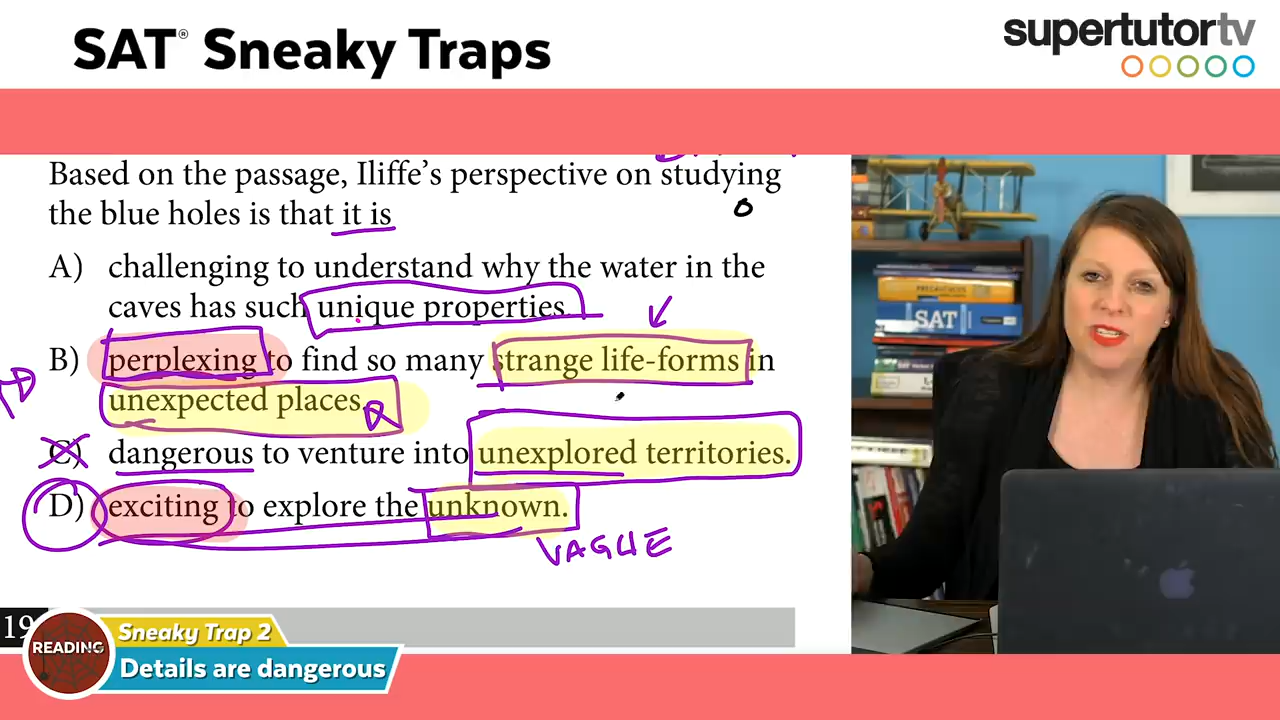 SAT® Sneaky Traps
supertutortv
Based on the passage, Iliffe's perspective on studying
the blue holes is that it is
A) challenging to understand why the water in the
caves has such unique properties.
B) perplexing to find so many strange life-forms in
unexpected places.
C) dangerous to venture into unexplored territories.
D) exciting to explore the unknown.
VAGUE
19
READING
Sneaky Trap 2
Details are dangerous
PRECAUTIONS
SAT